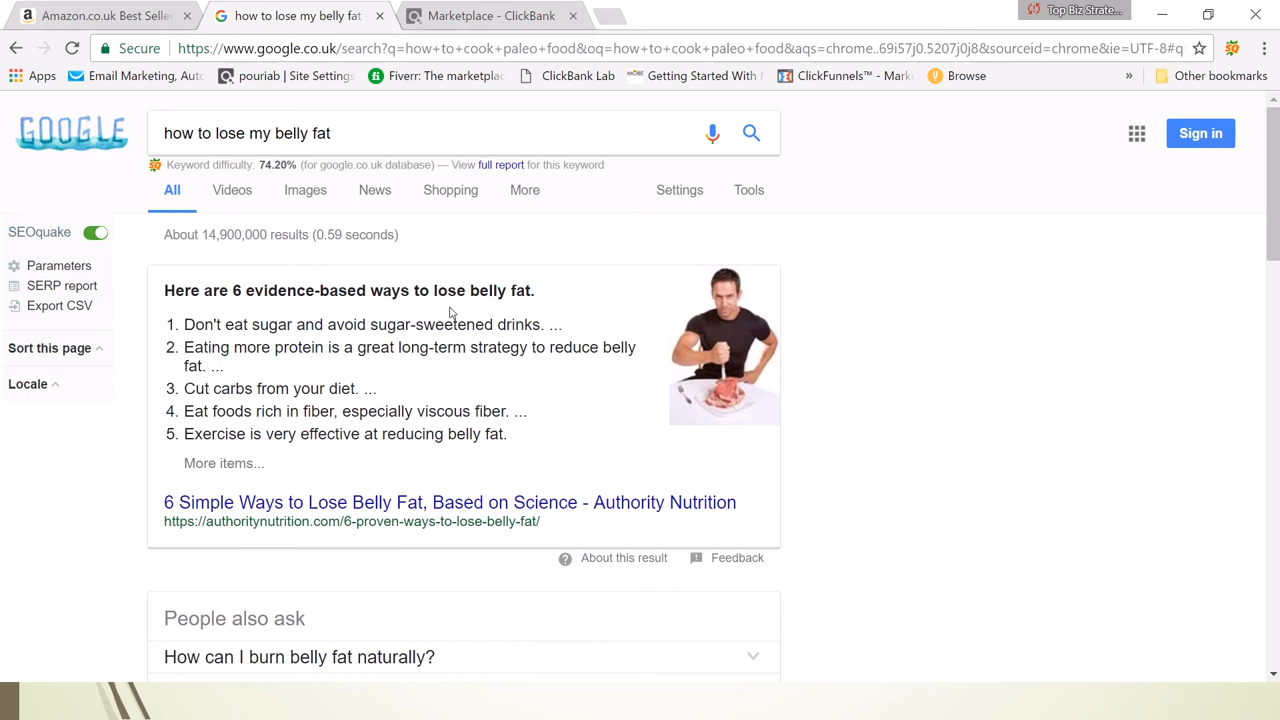 Amazon.co.uk Best Seller
how to lose my belly fat
Marketplace - ClickBank
Top Biz Strate...
Secure
https://www.google.co.uk/search?q=how+to+cook+paleo+food&oq=how+to+cook+paleo+food&aqs=chrome..69i57j0.5207j0j8&sourceid=chrome&ie=UTF-8#q
Apps
Email Marketing, Auto
pouriab | Site Settings
Fiverr: The marketplac
ClickBank Lab
Getting Started With
ClickFunnels™ - Mark
Browse
»
Other bookmarks
GOOGLE
how to lose my belly fat
Sign in
Keyword difficulty: 74.20% (for google.co.uk database) — View full report for this keyword
All
Videos
Images
News
Shopping
More
Settings
Tools
SEOquake
Parameters
SERP report
Export CSV
Sort this page
Locale
About 14,900,000 results (0.59 seconds)
Here are 6 evidence-based ways to lose belly fat.
1. Don't eat sugar and avoid sugar-sweetened drinks. ...
2. Eating more protein is a great long-term strategy to reduce belly
fat. ...
3. Cut carbs from your diet. ...
4. Eat foods rich in fiber, especially viscous fiber. ...
5. Exercise is very effective at reducing belly fat.
More items...
6 Simple Ways to Lose Belly Fat, Based on Science - Authority Nutrition
https://authoritynutrition.com/6-proven-ways-to-lose-belly-fat/
About this result
Feedback
People also ask
How can I burn belly fat naturally?